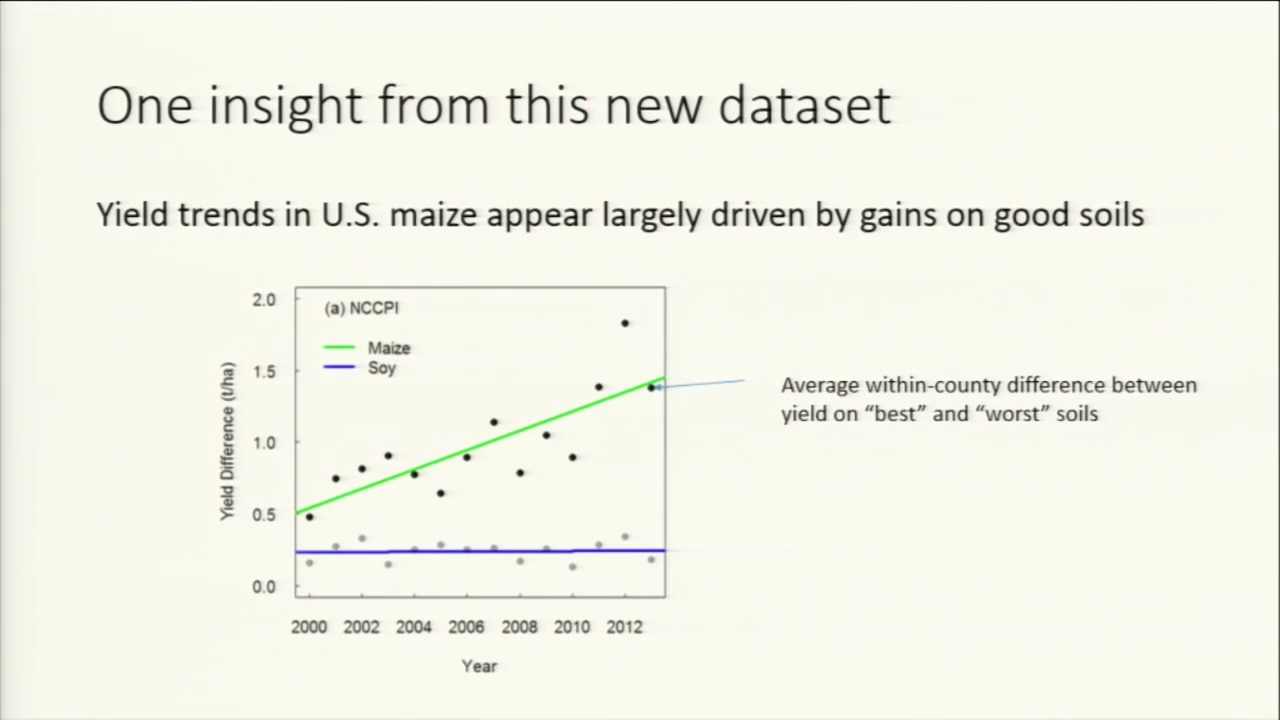 One insight from this new dataset
Yield trends in U.S. maize appear largely driven by gains on good soils
(a) NCCPI
Maize
Soy
Yield Difference (t/ha)
2.0
1.5
1.0
0.5
0.0
2000 2002 2004 2006 2008 2010 2012
Year
Average within-county difference between
yield on “best” and “worst” soils